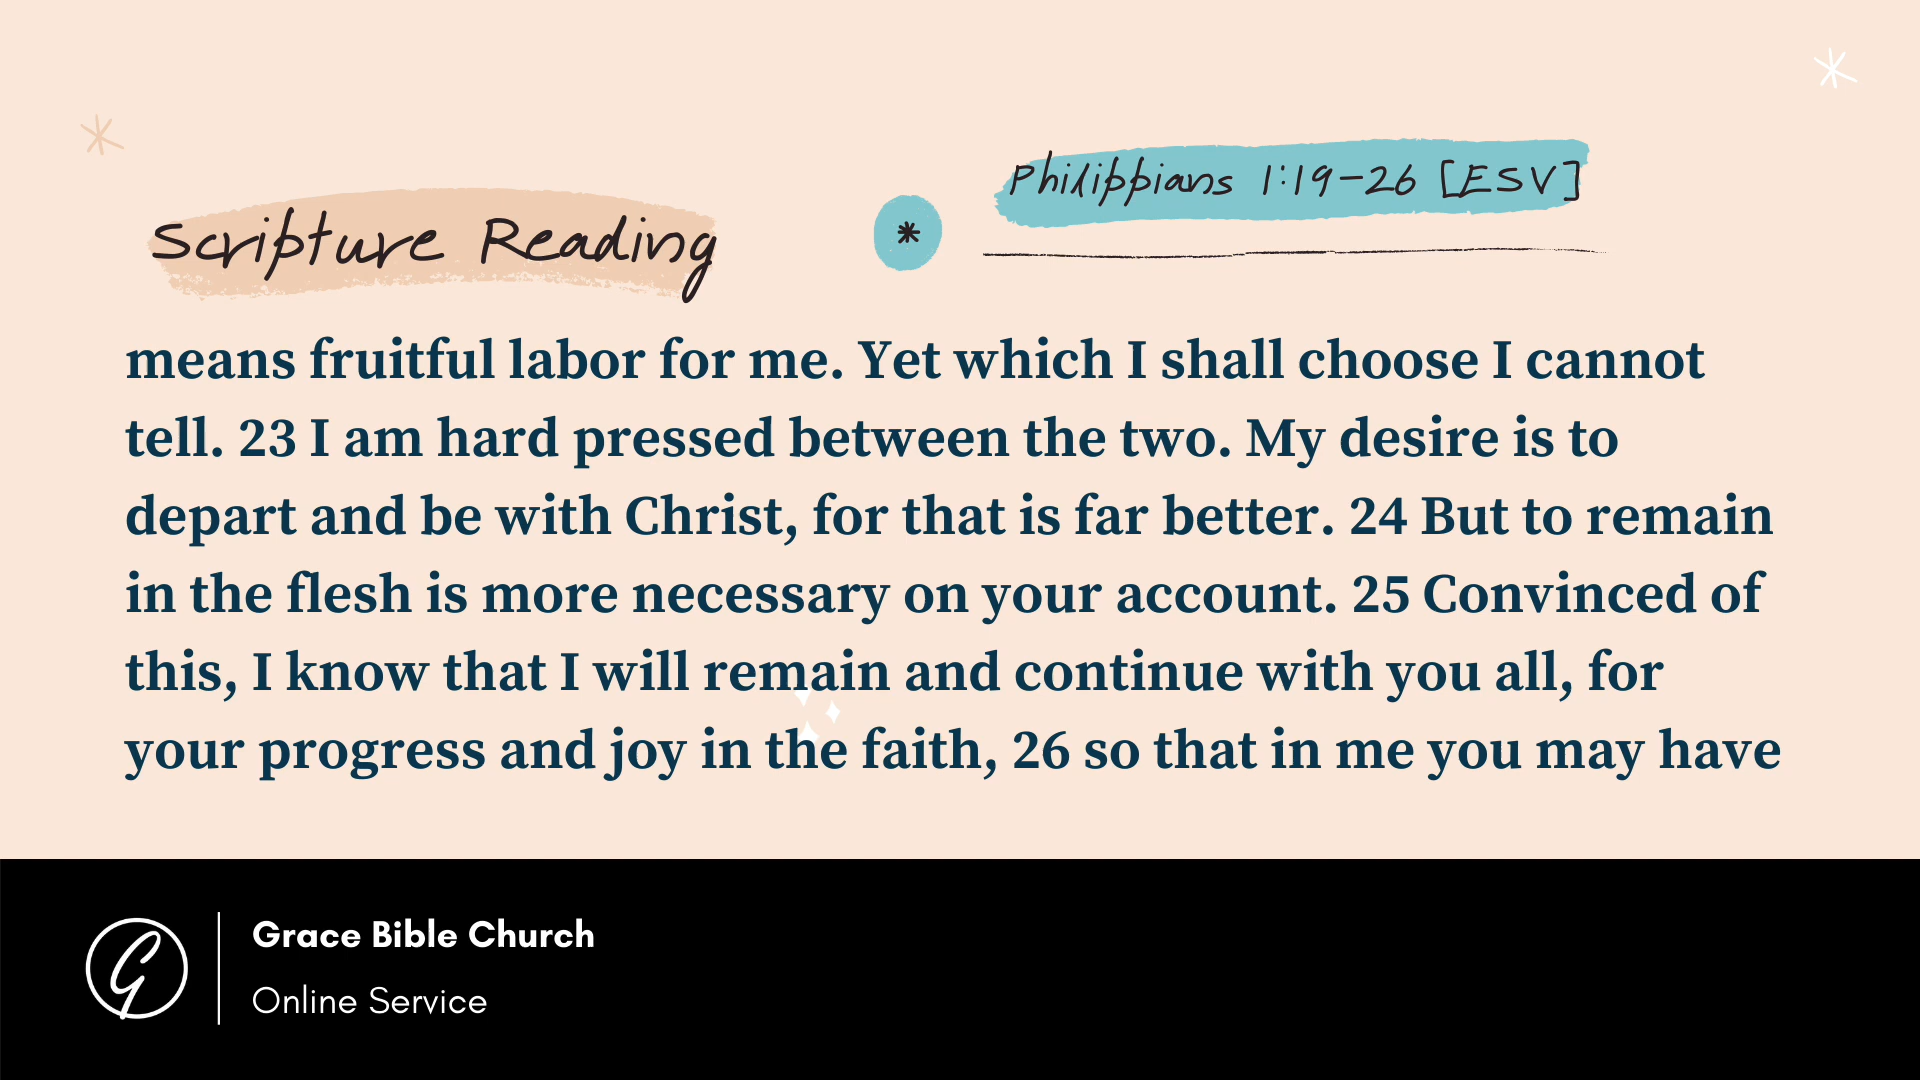 Scripture Reading
*
Philippians 1:19-26 [ESV]
means fruitful labor for me. Yet which I shall choose I cannot
tell. 23 I am hard pressed between the two. My desire is to
depart and be with Christ, for that is far better. 24 But to remain
in the flesh is more necessary on your account. 25 Convinced of
this, I know that I will remain and continue with you all, for
your progress and joy in the faith, 26 so that in me you may have
G
Grace Bible Church
Online Service